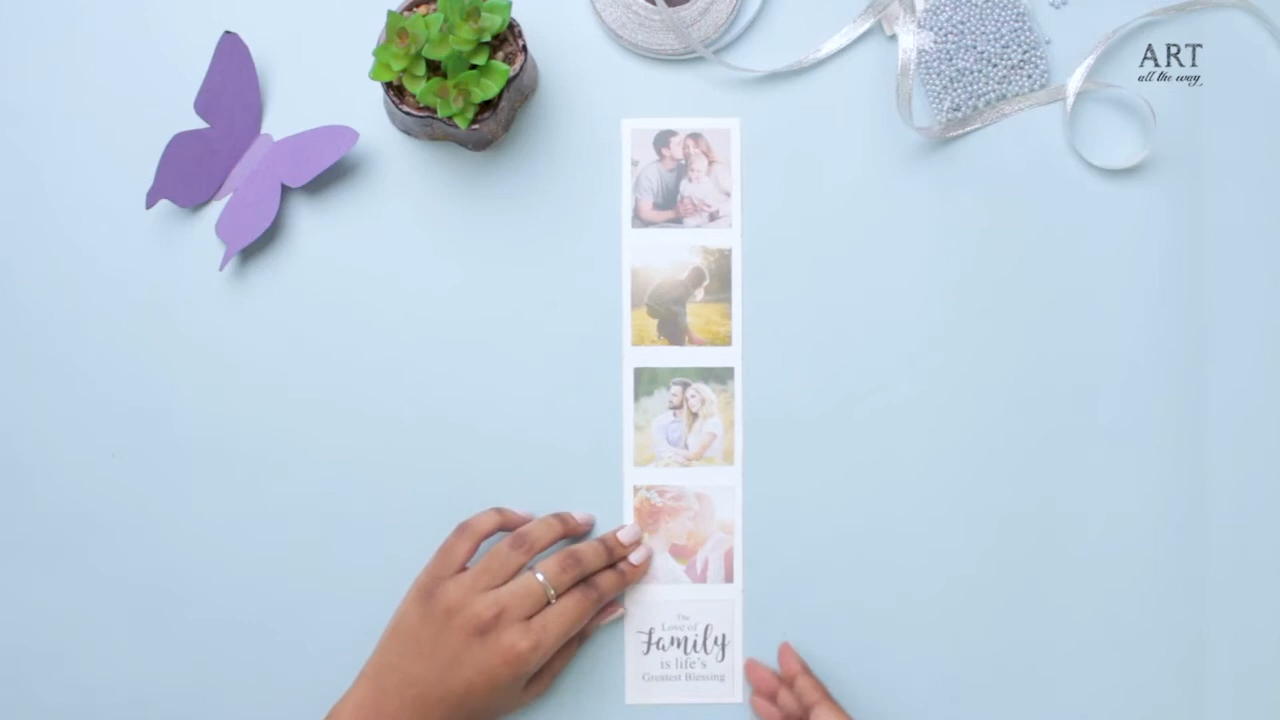 ART
all the way
The
Love of
Family
is life's
Greatest Blessing